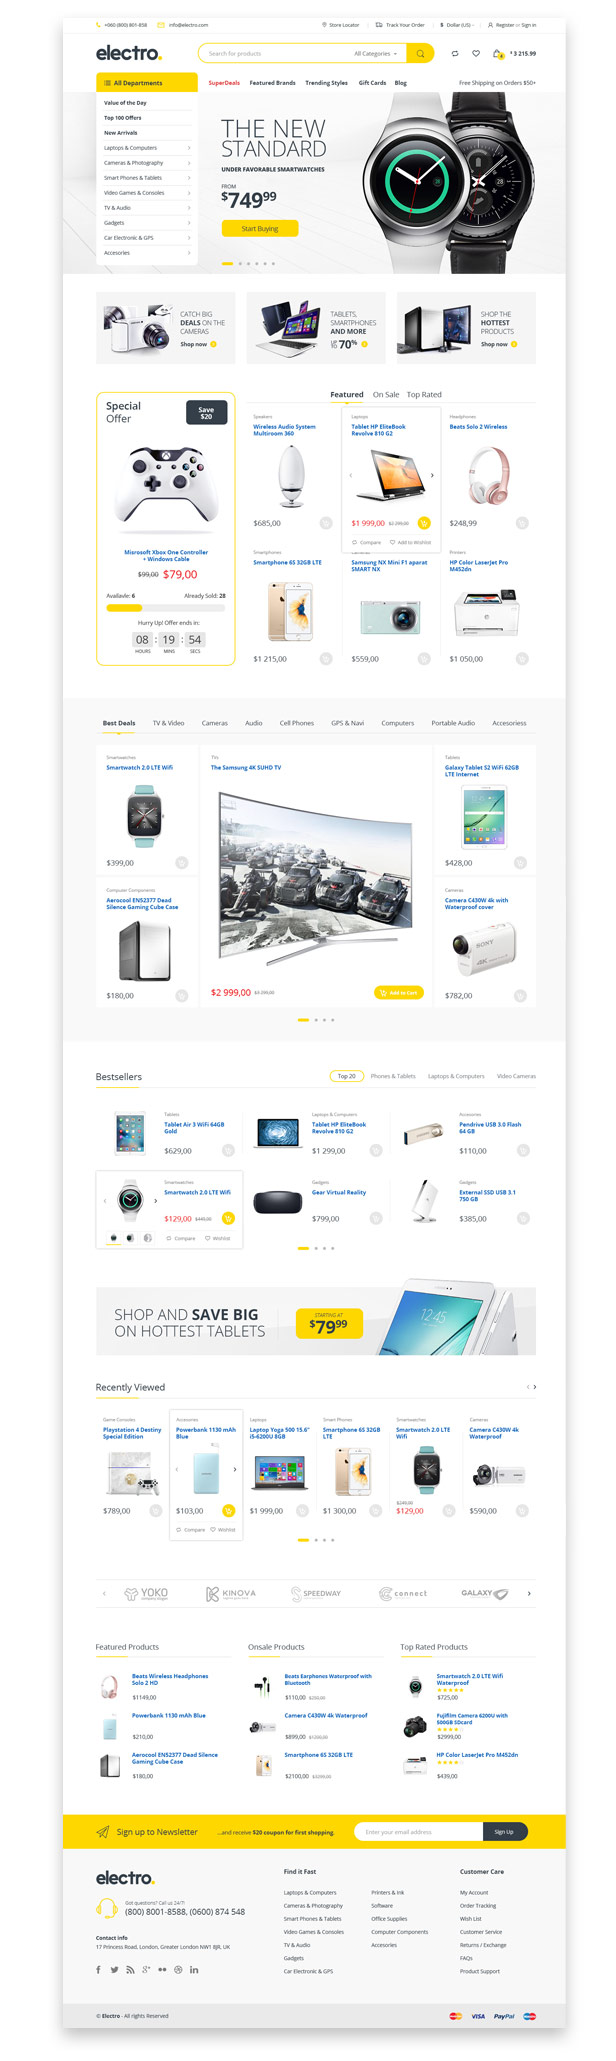 +060 (800) 801-858
info@electro.com
Store Locator
Track Your Order
$ Dollar (US)
Register or Sign In
electro.
Search for products
All Categories
$ 3 215.99
All Departments
SuperDeals
Featured Brands
Trending Styles
Gift Cards
Blog
Free Shipping on Orders $50+
Value of the Day
Top 100 Offers
New Arrivals
Laptops & Computers
Cameras & Photography
Smart Phones & Tablets
Video Games & Consoles
TV & Audio
Gadgets
Car Electronic & GPS
Accesories
THE NEW
STANDARD
UNDER FAVORABLE SMARTWATCHES
FROM
$749 99
Start Buying
CATCH BIG
DEALS ON THE
CAMERAS
Shop now
TABLETS,
SMARTPHONES
AND MORE
UP TO 70%
SHOP THE
HOTTEST
PRODUCTS
Shop now
Special
Offer
Save
$20
Microsoft Xbox One Controller
+ Windows Cable
$99,00 $79,00
Availavle: 6
Already Sold: 28
Hurry Up! Offer ends in:
08 : 19 : 54
HOURS MINS SECS
Featured
On Sale
Top Rated
Speakers
Wireless Audio System
Multiroom 360
$685,00
Laptops
Tablet HP EliteBook
Revolve 810 G2
$1 999,00 $2 299,00
Compare
Add to Wishlist
Headphones
Beats Solo 2 Wireless
$248,99
Smartphones
Smartphone 6S 32GB LTE
$1 215,00
Samsung NX Mini F1 aparat
SMART NX
$559,00
Printers
HP Color LaserJet Pro
M452dn
$1 050,00
Best Deals
TV & Video
Cameras
Audio
Cell Phones
GPS & Navi
Computers
Portable Audio
Accesoriess
Smartwatches
Smartwatch 2.0 LTE Wifi
$399,00
Computer Components
Aerocool EN52377 Dead
Silence Gaming Cube Case
$180,00
TVs
The Samsung 4K SUHD TV
$2 999,00 $3 299,00
Add to Cart
Tablets
Galaxy Tablet S2 WiFi 62GB
LTE Internet
$428,00
Cameras
Camera C430W 4k with
Waterproof cover
SONY
4K
$782,00
Bestsellers
Top 20
Phones & Tablets
Laptops & Computers
Video Cameras
Tablets
Tablet Air 3 WiFi 64GB
Gold
$629,00
Laptops & Computers
Tablet HP EliteBook
Revolve 810 G2
$1 299,00
Accesories
Pendrive USB 3.0 Flash
64 GB
$110,00
Smartwatches
Smartwatch 2.0 LTE Wifi
$129,00
Compare
Wishlist
Gadgets
Gear Virtual Reality
$799,00
Gadgets
External SSD USB 3.1
750 GB
$385,00
SHOP AND SAVE BIG
ON HOTTEST TABLETS
STARTING AT
$79 99
12:45
Recently Viewed
Game Consoles
Playstation 4 Destiny
Special Edition
$789,00
Accesories
Powerbank 1130 mAh
Blue
$103,00
Compare
Wishlist
Laptops
Laptop Yoga 500 15.6"
i5-6200U 8GB
$1 999,00
Smart Phones
Smartphone 6S 32GB
LTE
$1 300,00
Smartwatches
Smartwatch 2.0 LTE
Wifi
$249,00
$129,00
Cameras
Camera C430W 4k
Waterproof
$590,00
YOKO
KINOVA
SPEEDWAY
connect
GALAXY
Featured Products
Beats Wireless Headphones
Solo 2 HD
$1149,00
Powerbank 1130 mAh Blue
$210,00
Aerocool EN52377 Dead Silence
Gaming Cube Case
$180,00
Onsale Products
Beats Earphones Waterproof with
Bluetooth
$110,00 $250,00
Camera C430W 4k Waterproof
$899,00 $1200,00
Smartphone 6S 32GB LTE
$2100,00 $3299,00
Top Rated Products
Smartwatch 2.0 LTE Wifi
Waterproof
$725,00
Fujifilm Camera 6200U with
500GB SDcard
$2999,00
HP Color LaserJet Pro M452dn
$439,00
Sign up to Newsletter
...and receive $20 coupon for first shopping.
Enter your email address
Sign Up
electro.
Got questions? Call us 24/7!
(800) 8001-8588, (0600) 874 548
Contact info
17 Princess Road, London, Greater London NW1 8JR, UK
Find it Fast
Laptops & Computers
Cameras & Photography
Smart Phones & Tablets
Video Games & Consoles
TV & Audio
Gadgets
Car Electronic & GPS
Printers & Ink
Software
Office Supplies
Computer Components
Accesories
Customer Care
My Account
Order Tracking
Wish List
Customer Service
Returns / Exchange
FAQs
Product Support
© Electro - All rights Reserved
VISA
PayPal